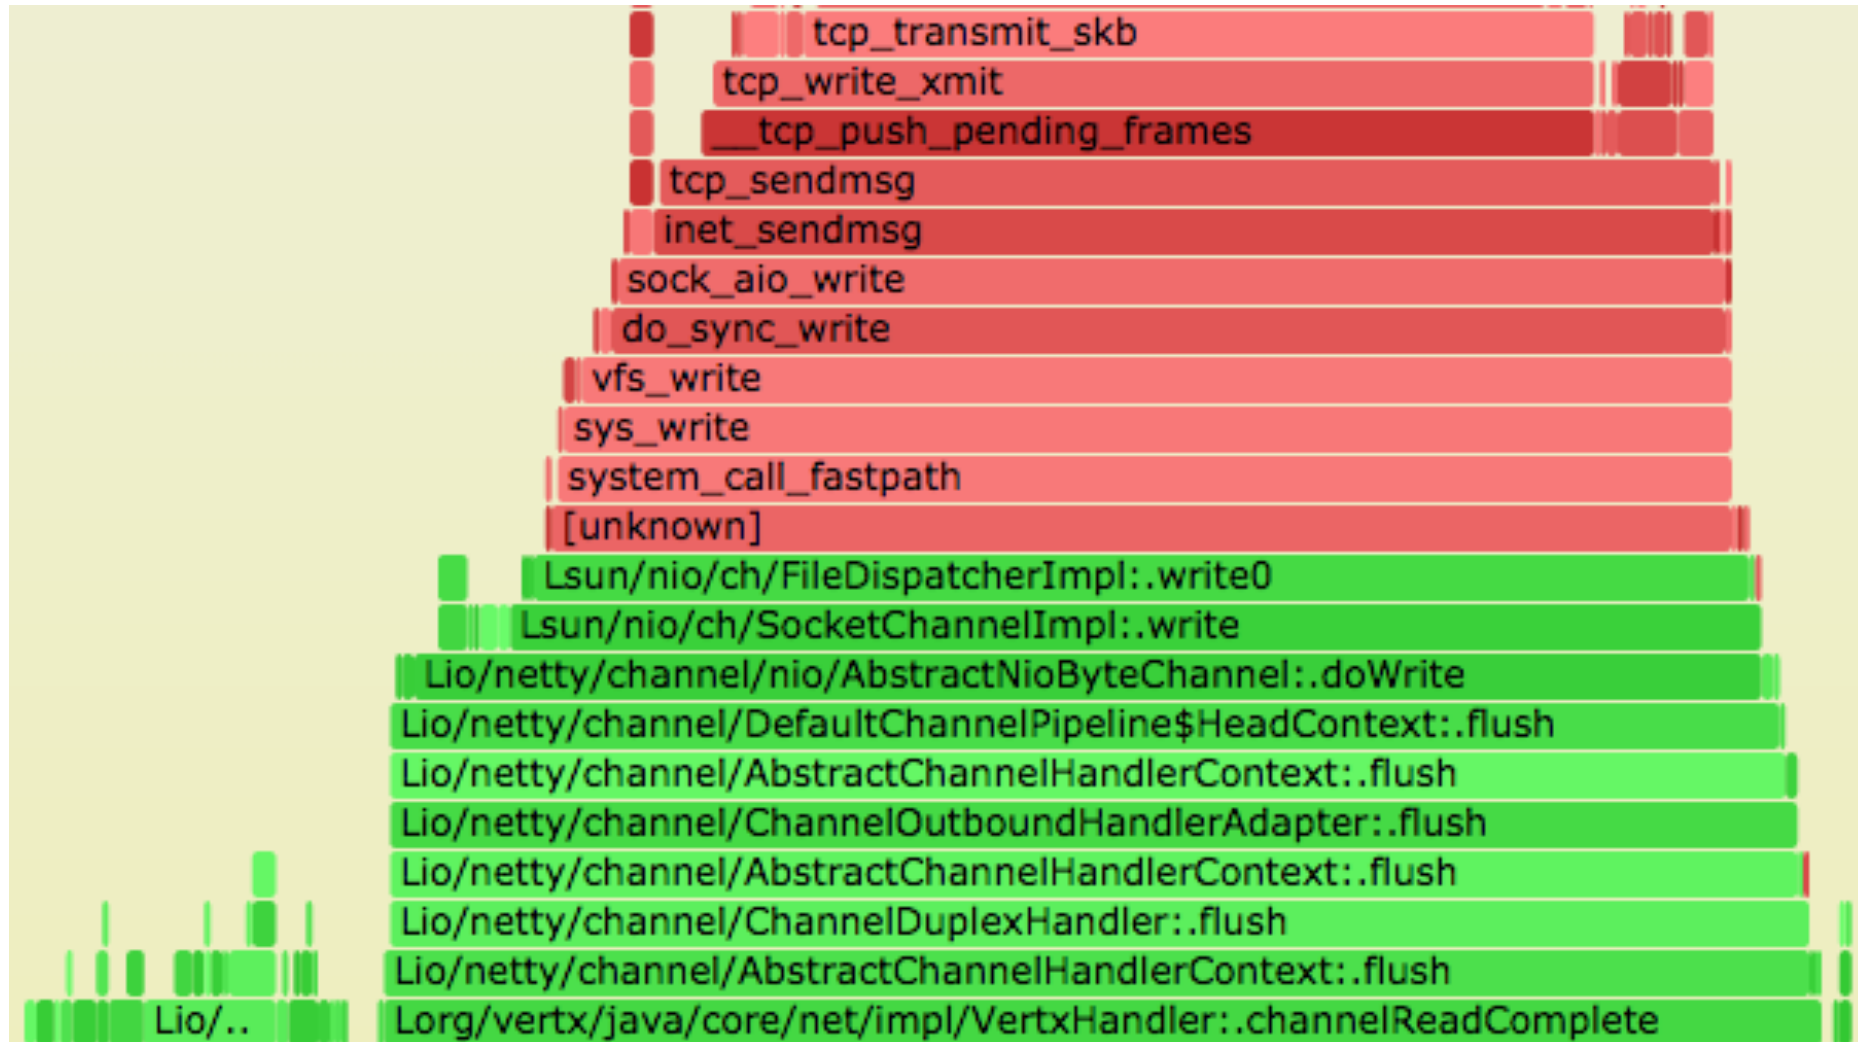 tcp_transmit_skb
tcp_write_xmit
__tcp_push_pending_frames
tcp_sendmsg
inet_sendmsg
sock_aio_write
do_sync_write
vfs_write
sys_write
system_call_fastpath
[unknown]
Lsun/nio/ch/FileDispatcherImpl:.write0
Lsun/nio/ch/SocketChannelImpl:.write
Lio/netty/channel/nio/AbstractNioByteChannel:.doWrite
Lio/netty/channel/DefaultChannelPipeline$HeadContext:.flush
Lio/netty/channel/AbstractChannelHandlerContext:.flush
Lio/netty/channel/ChannelOutboundHandlerAdapter:.flush
Lio/netty/channel/AbstractChannelHandlerContext:.flush
Lio/netty/channel/ChannelDuplexHandler:.flush
Lio/netty/channel/AbstractChannelHandlerContext:.flush
Lio/.. Lorg/vertx/java/core/net/impl/VertxHandler:.channelReadComplete